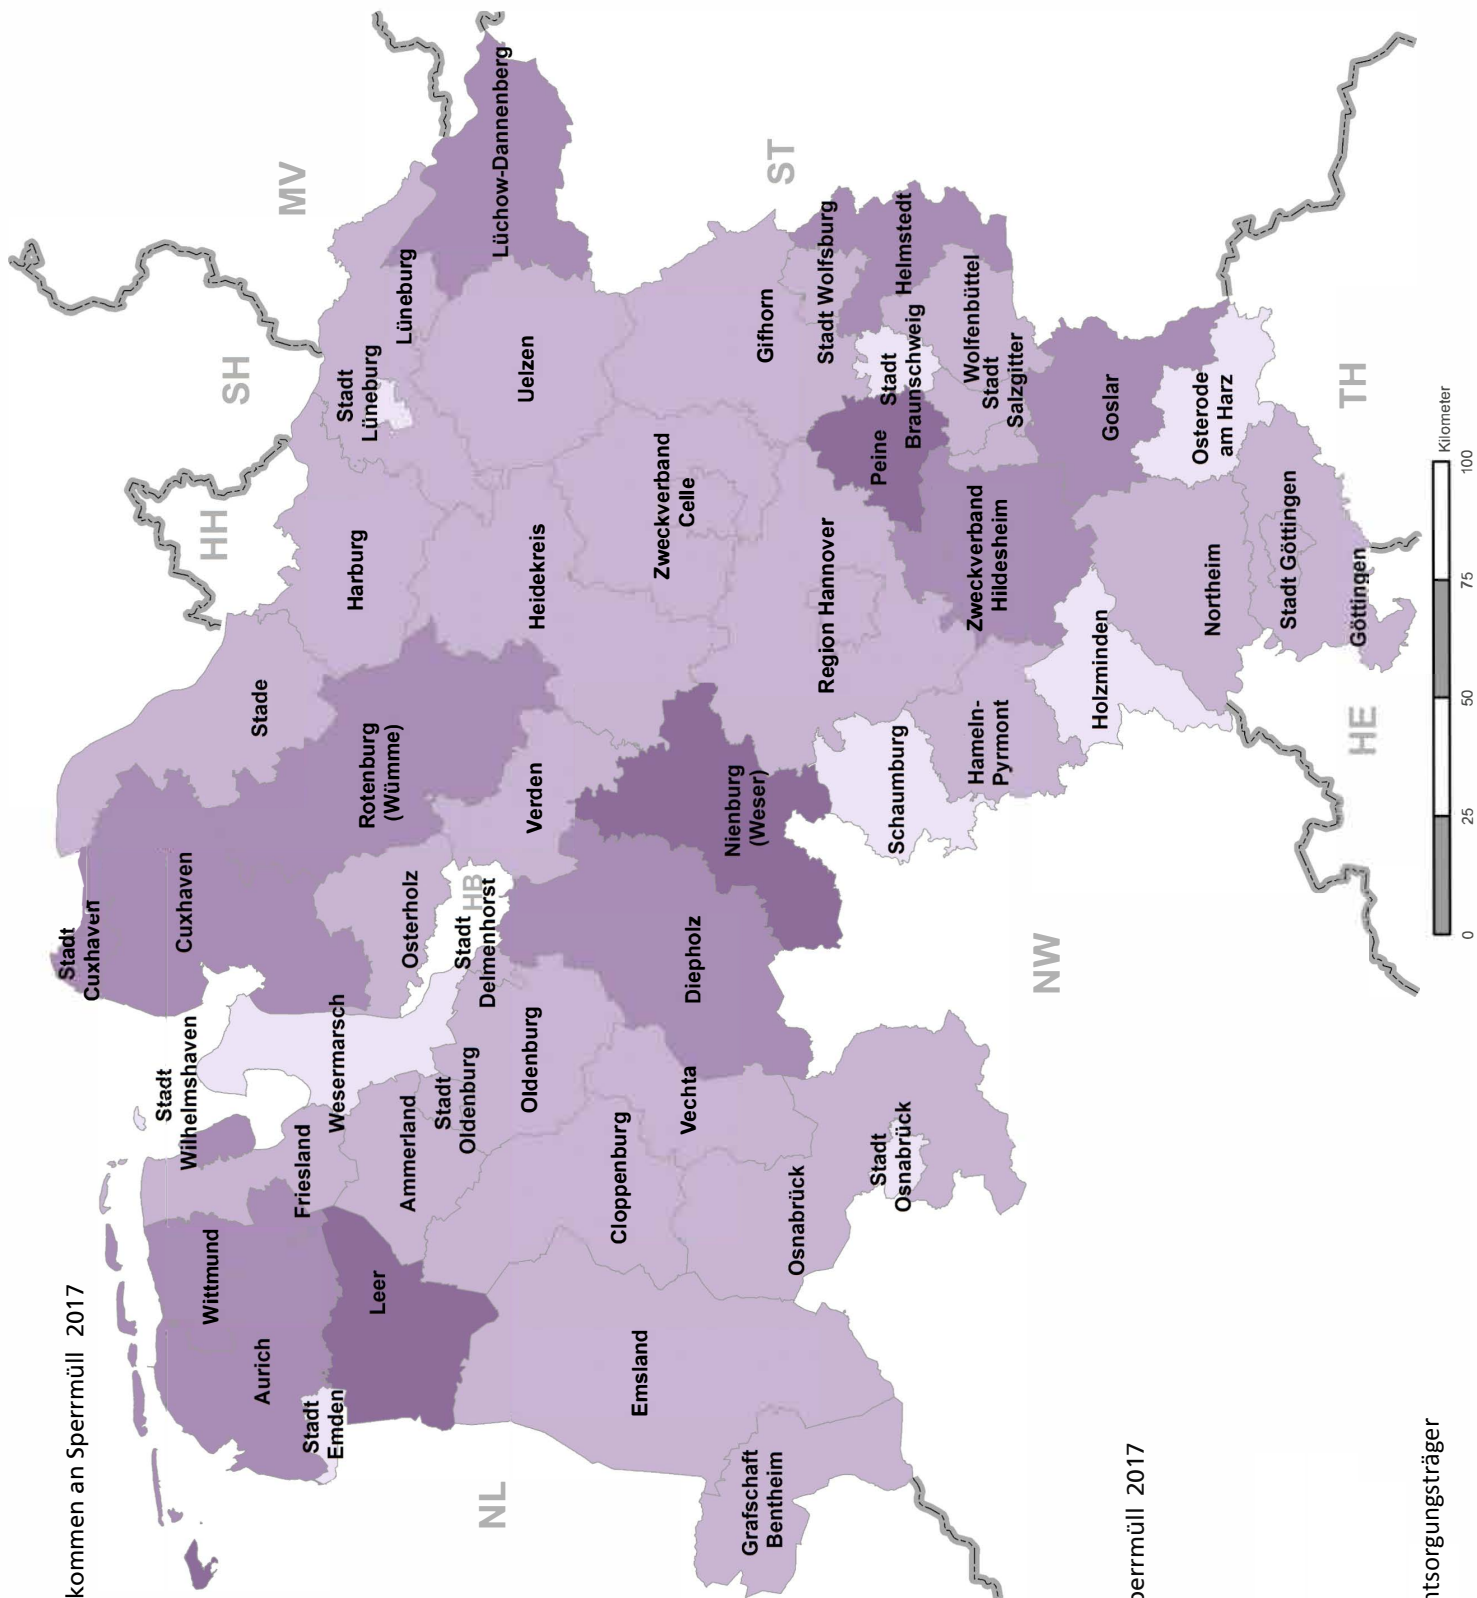 kommen an Sperrmüll 2017
MV
SH
HH
ST
NL
NW
HE
TH
HB
Stadt
Cuxhaven
Cuxhaven
Stade
Stadt
Wilhelmshaven
Wittmund
Aurich
Friesland
Wesermarsch
Stadt
Emden
Leer
Ammerland
Stadt
Oldenburg
Osterholz
Rotenburg
(Wümme)
Harburg
Stadt
Lüneburg
Lüneburg
Lüchow-Dannenberg
Stadt
Delmenhorst
Oldenburg
Verden
Heidekreis
Uelzen
Emsland
Cloppenburg
Vechta
Diepholz
Nienburg
(Weser)
Zweckverband
Celle
Gifhorn
Grafschaft
Bentheim
Osnabrück
Stadt
Osnabrück
Region Hannover
Stadt Wolfsburg
Schaumburg
Peine
Stadt
Braunschweig
Helmstedt
Hameln-
Pyrmont
Zweckverband
Hildesheim
Wolfenbüttel
Stadt
Salzgitter
Holzminden
Goslar
Northeim
Osterode
am Harz
Stadt Göttingen
Göttingen
perrmüll 2017
ntsorgungsträger
0
25
50
75
100
Kilometer